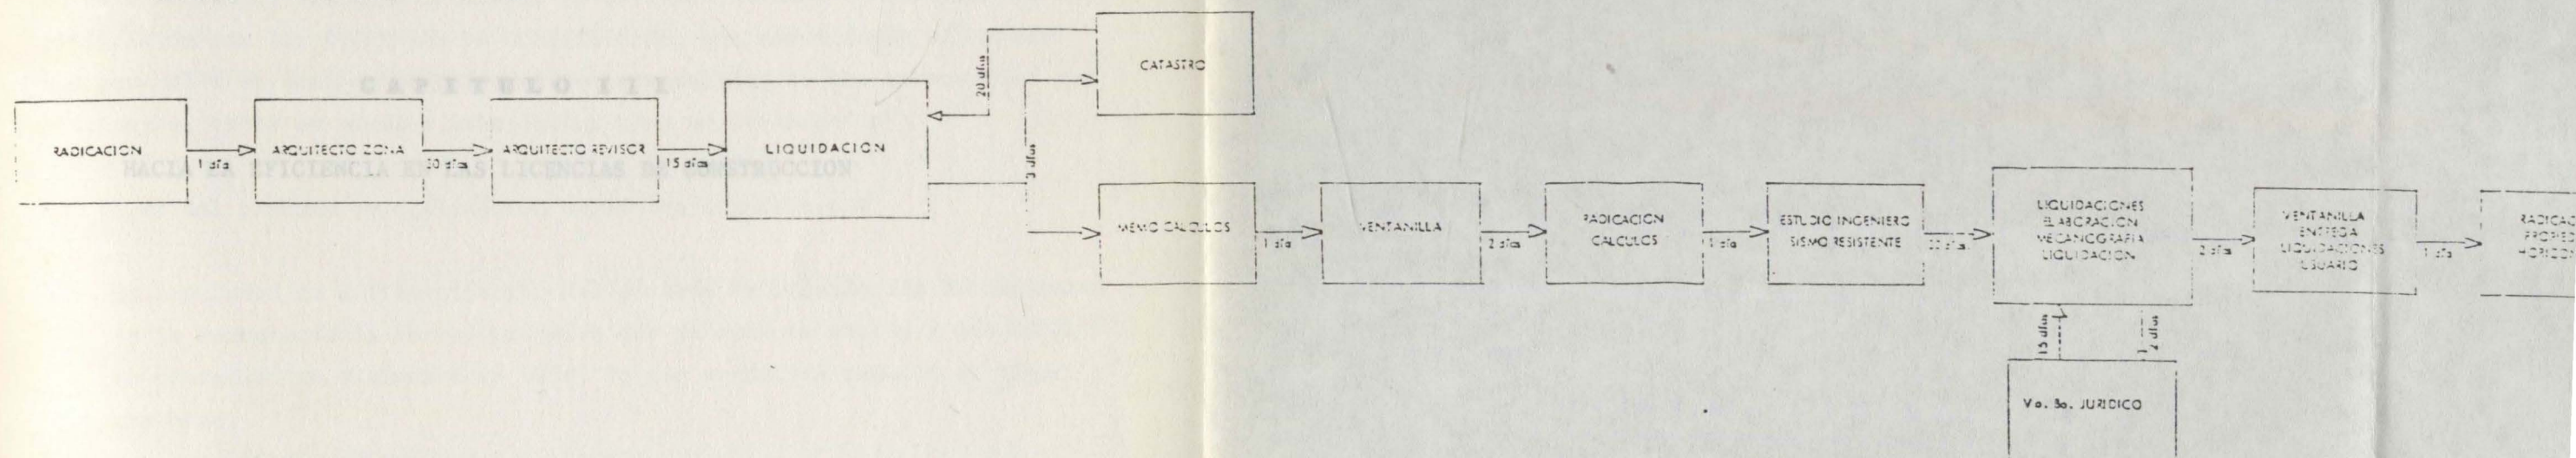 CAPITULO III
HACIA LA EFICIENCIA EN LAS LICENCIAS DE CONSTRUCCION
RADICACION
1 día
ARQUITECTO ZONA
días
ARQUITECTO REVISOR
15 días
LIQUIDACION
20 días
3 días
CATASTRO
MEMO CALCULOS
1 día
VENTANILLA
2 días
RADICACION
CALCULOS
1 día
ESTUDIO INGENIERO
SISMO RESISTENTE
días
LIQUIDACIONES
ELABORACION
MECANOGRAFIA
LIQUIDACION
15 días
2 días
Vo. Bo. JURIDICO
2 días
VENTANILLA
ENTREGA
LIQUIDACIONES
USUARIO
1 día
RADICAC
PROPIED
HORIZON